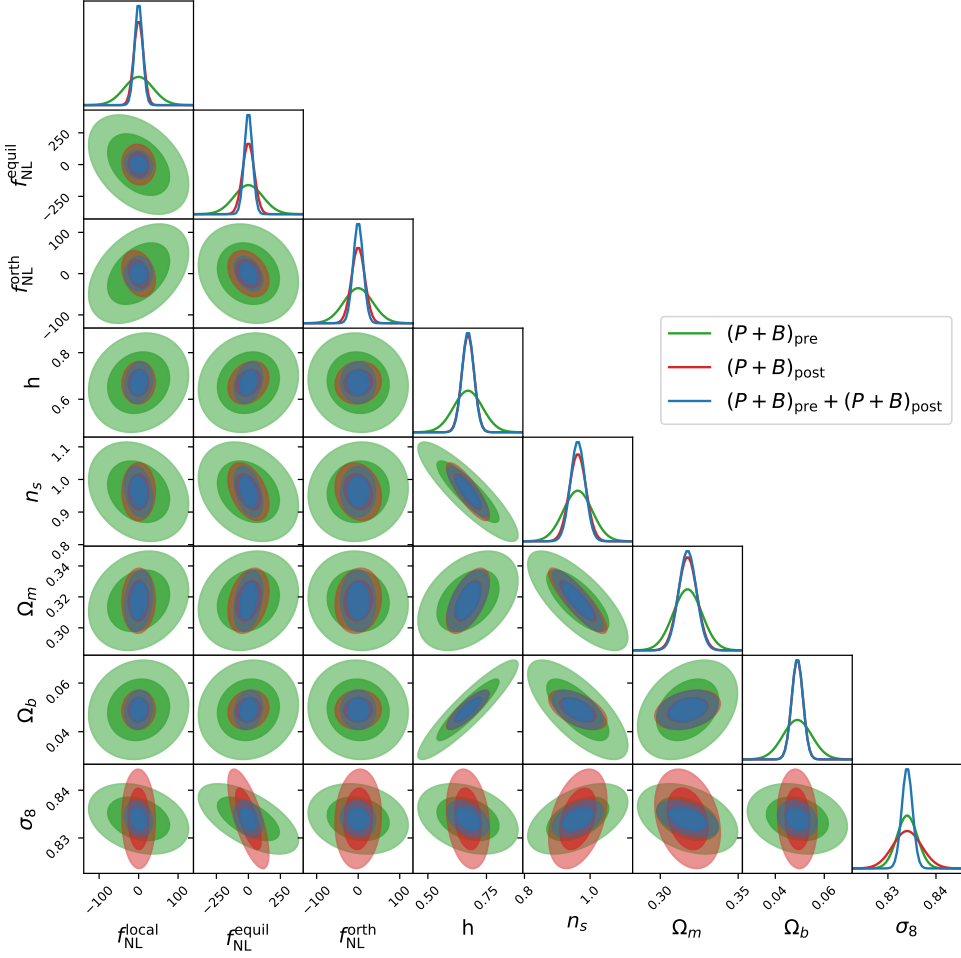 250
0
−250
f_NL^equil
100
0
−100
f_NL^orth
(P + B)_pre
(P + B)_post
(P + B)_pre + (P + B)_post
0.8
0.6
h
1.1
1.0
0.9
0.8
n_s
0.34
0.32
0.30
Ω_m
0.06
0.04
Ω_b
0.84
0.83
σ_8
−100 0 100 −250 0 250 −100 0 100 0.50 0.75 0.8 1.0 0.30 0.35 0.04 0.06 0.83 0.84
f_NL^local f_NL^equil f_NL^orth h n_s Ω_m Ω_b σ_8